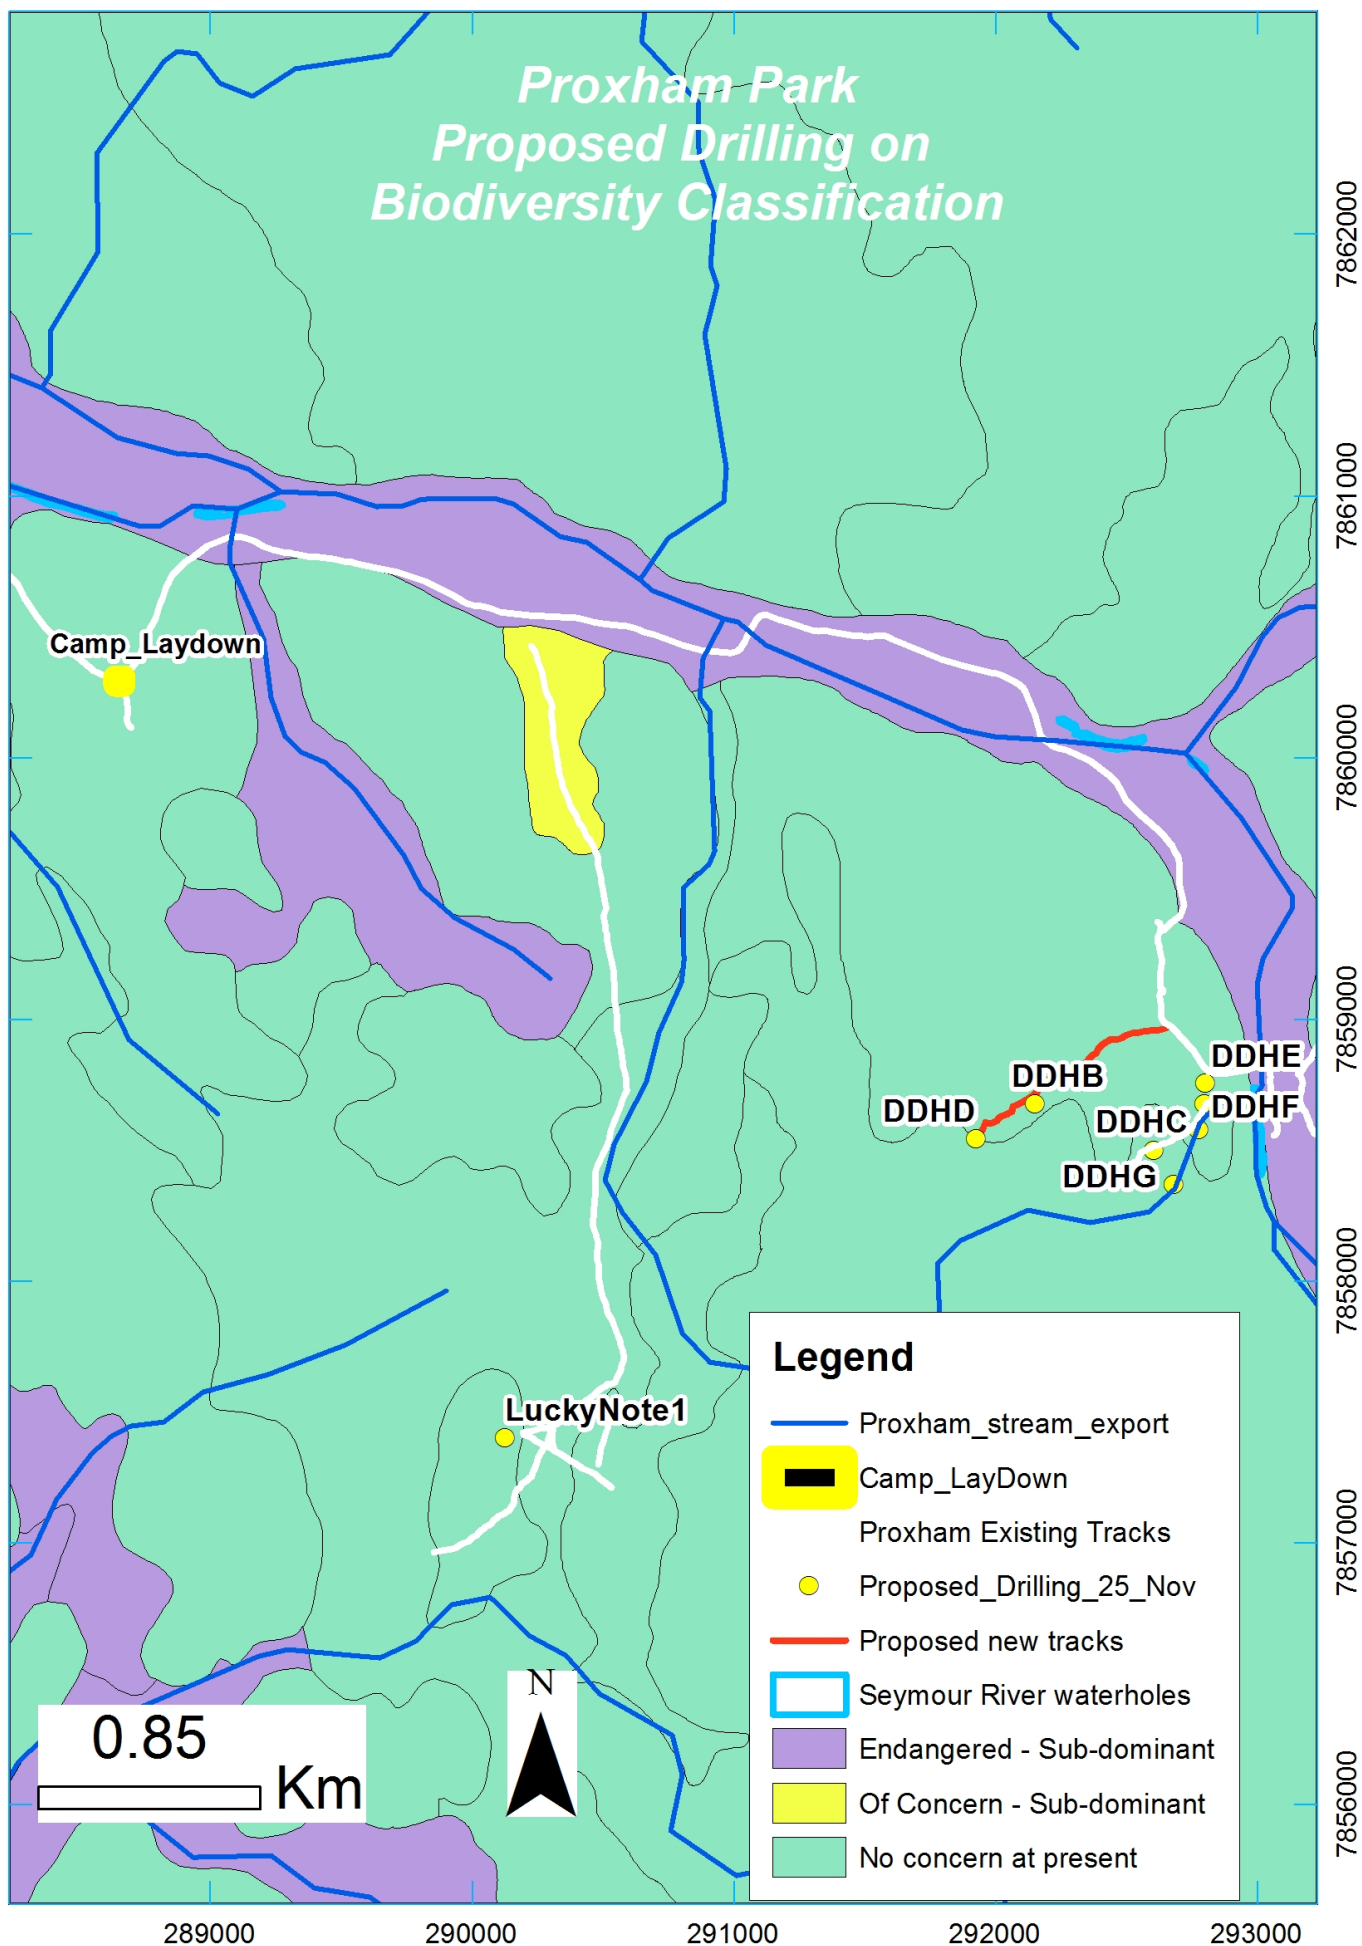 Proxham Park
Proposed Drilling on
Biodiversity Classification
7862000
7861000
7860000
7859000
7858000
7857000
7856000
Camp_Laydown
DDHE
DDHB
DDHF
DDHD
DDHC
DDHG
LuckyNote1
Legend
Proxham_stream_export
Camp_LayDown
Proxham Existing Tracks
Proposed_Drilling_25_Nov
Proposed new tracks
Seymour River waterholes
Endangered - Sub-dominant
Of Concern - Sub-dominant
No concern at present
N
0.85
Km
289000
290000
291000
292000
293000